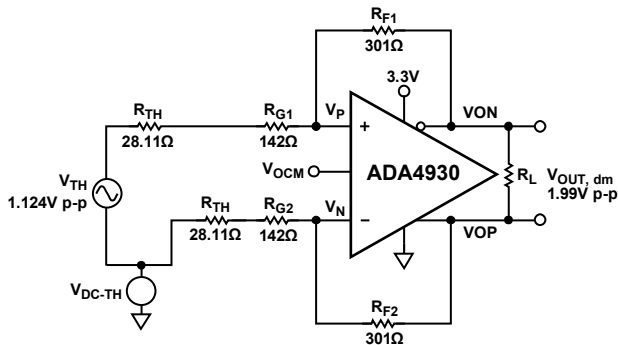 RF1
301Ω
3.3V
RTH
28.11Ω
RG1
142Ω
VP
+
VON
VTH
1.124V p-p
VOCM
ADA4930
RL
VOUT, dm
1.99V p-p
RTH
28.11Ω
RG2
142Ω
VN
−
VOP
VDC-TH
RF2
301Ω